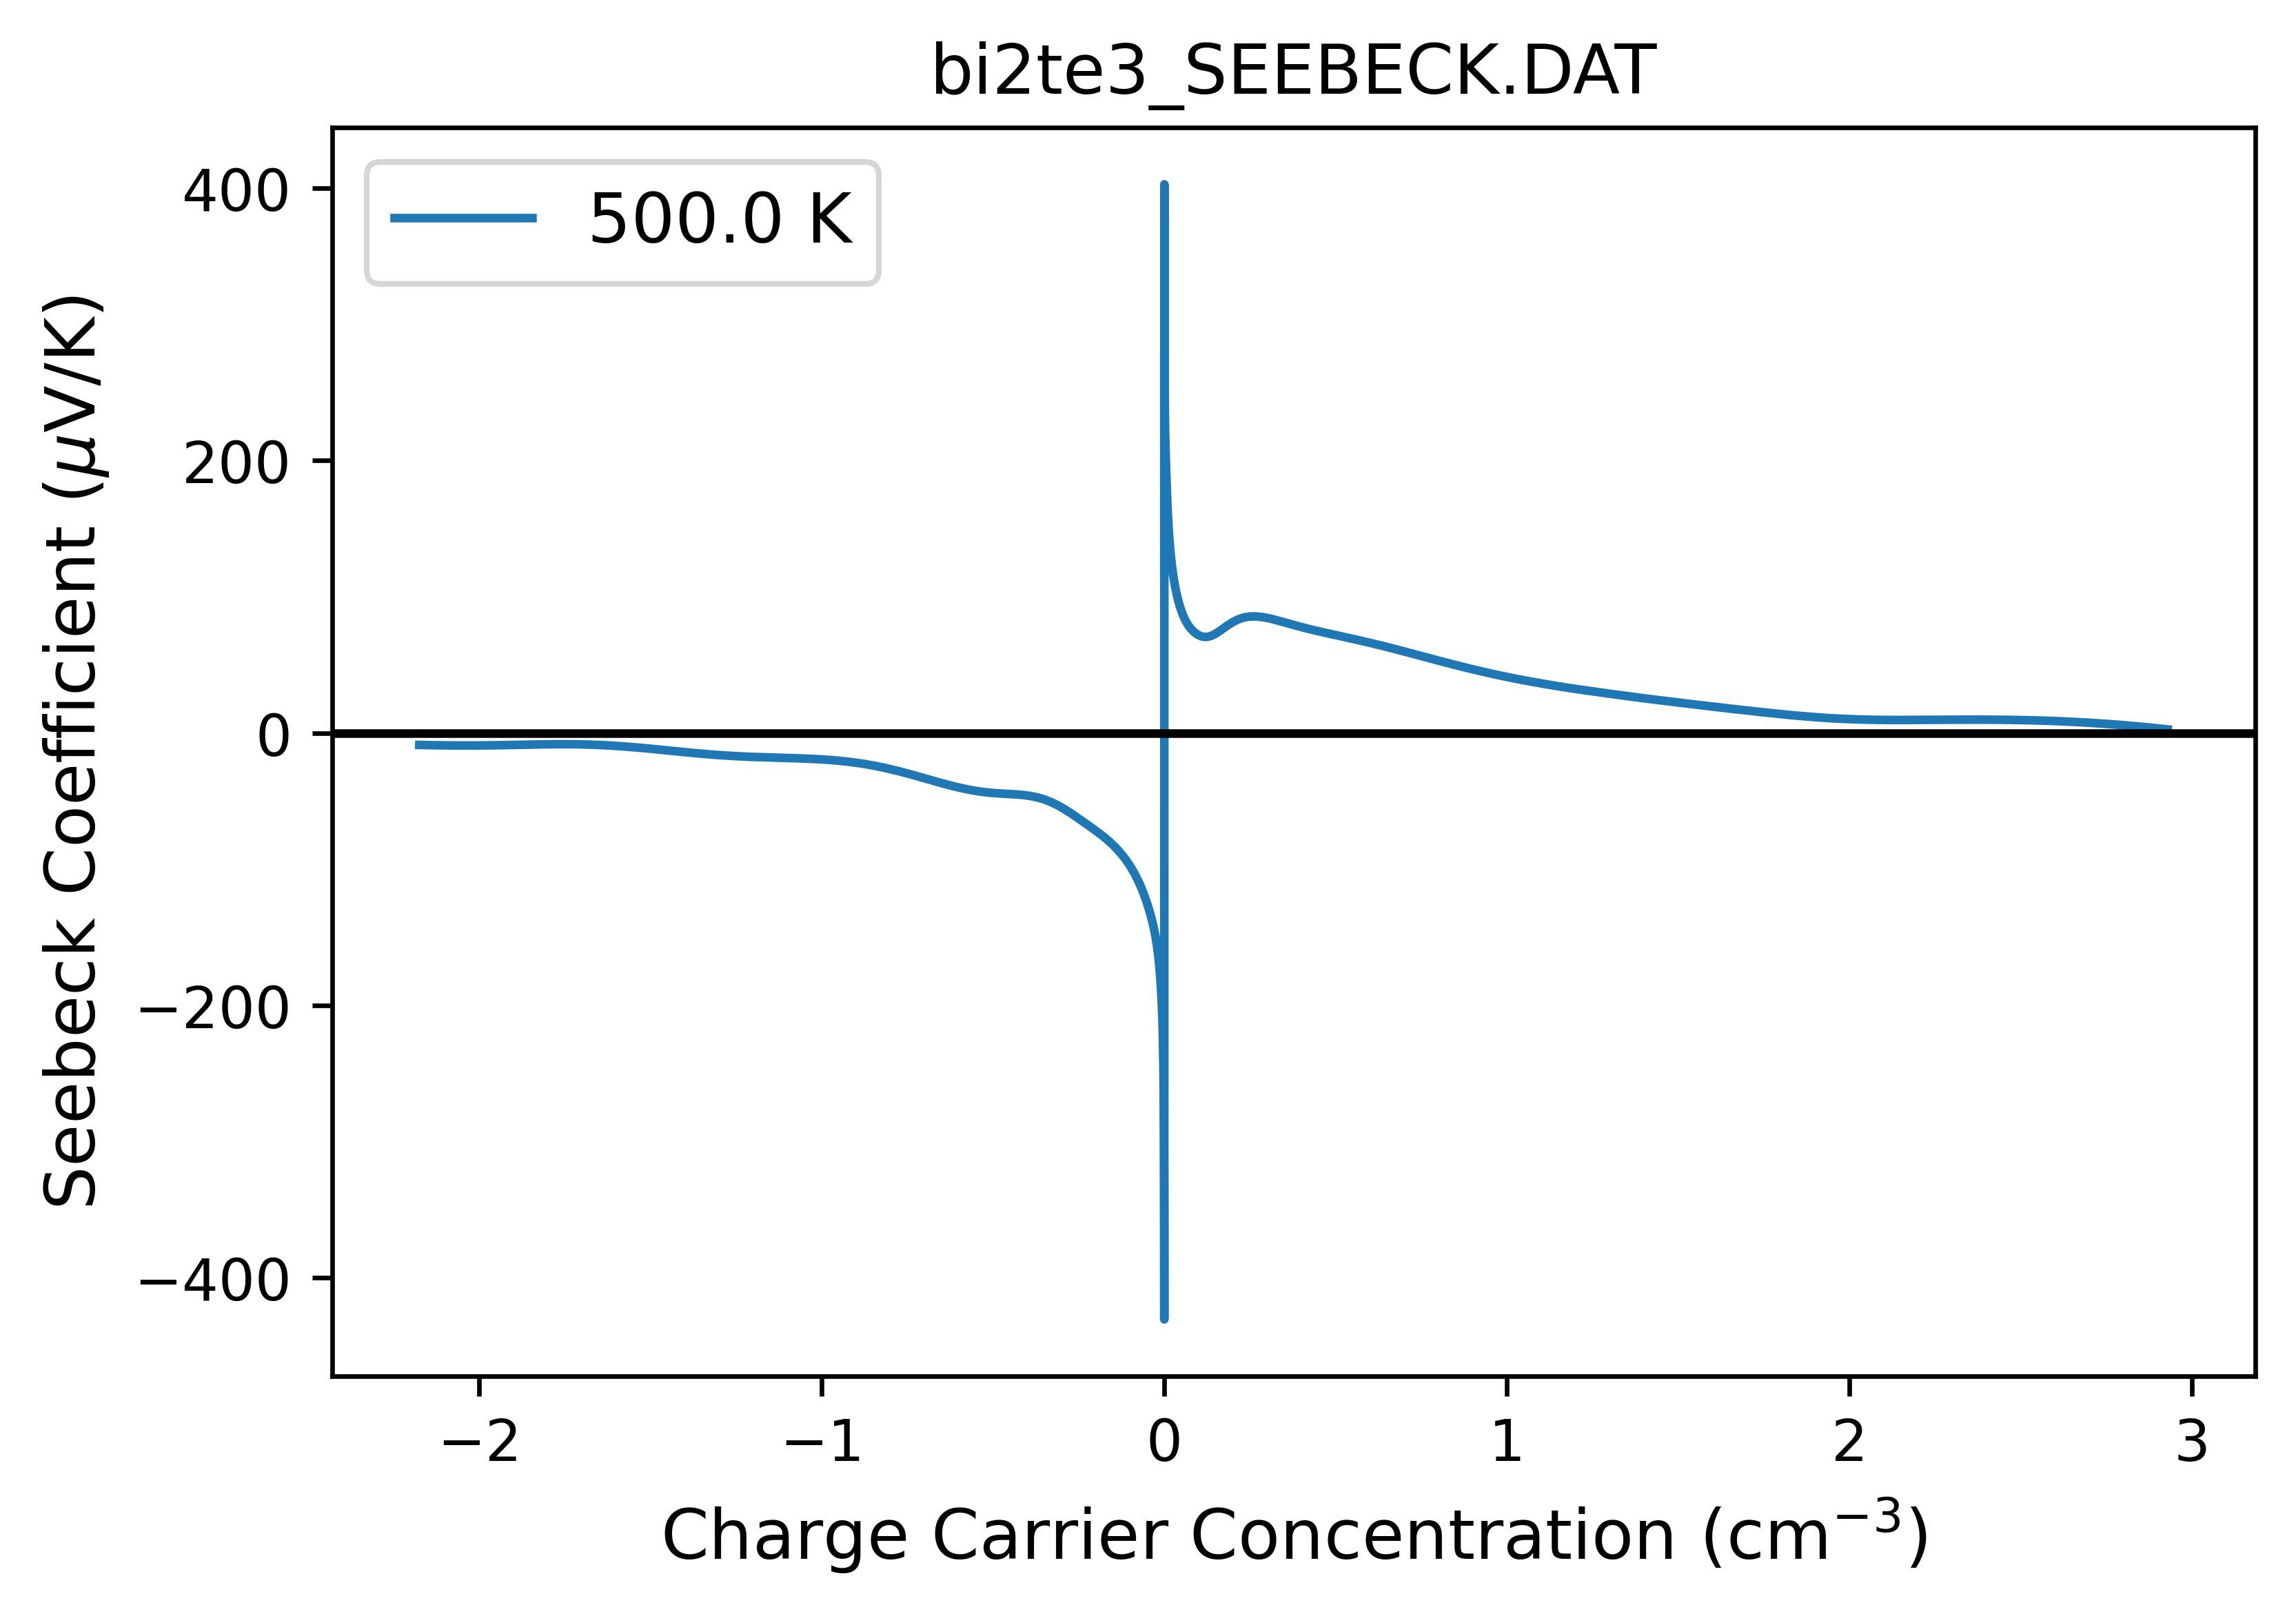 bi2te3_SEEBECK.DAT
500.0 K
Seebeck Coefficient (μV/K)
400
200
0
−200
−400
−2 −1 0 1 2 3
Charge Carrier Concentration (cm⁻³)